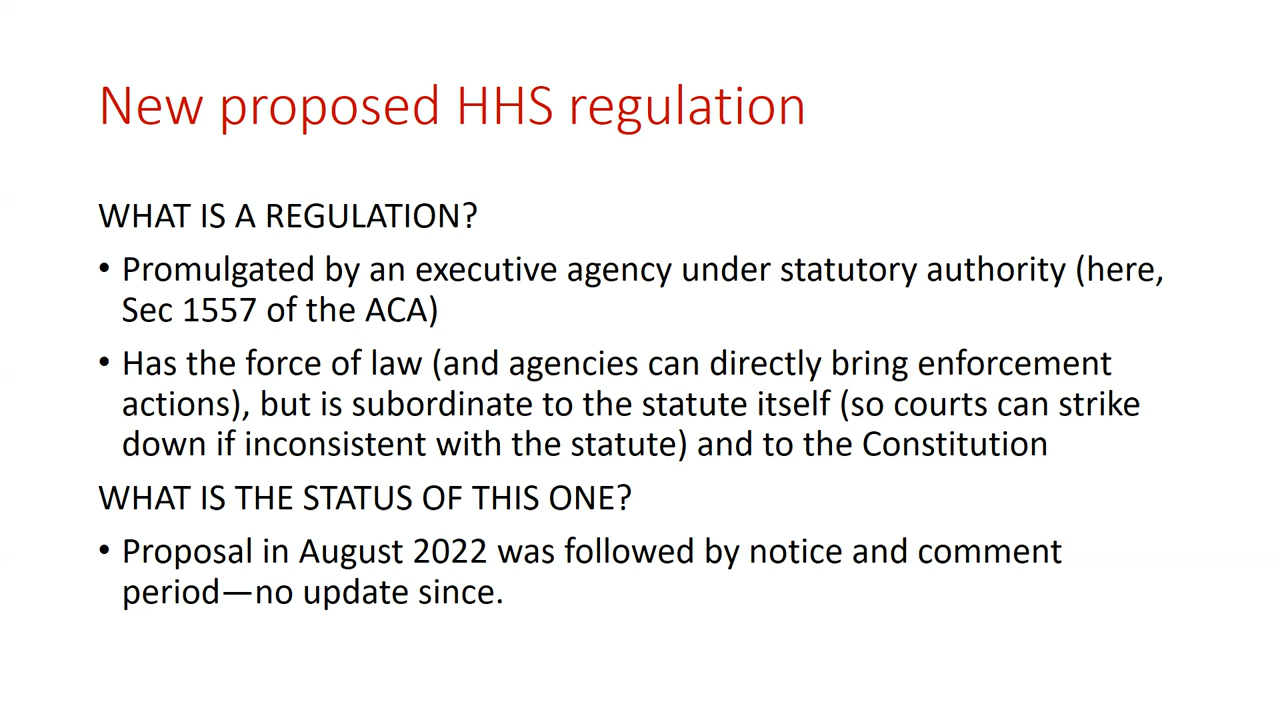 New proposed HHS regulation
WHAT IS A REGULATION?
• Promulgated by an executive agency under statutory authority (here,
Sec 1557 of the ACA)
• Has the force of law (and agencies can directly bring enforcement
actions), but is subordinate to the statute itself (so courts can strike
down if inconsistent with the statute) and to the Constitution
WHAT IS THE STATUS OF THIS ONE?
• Proposal in August 2022 was followed by notice and comment
period—no update since.